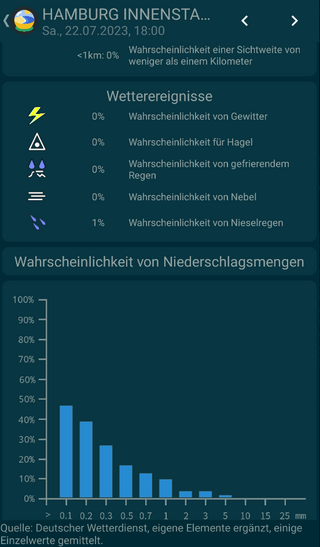 HAMBURG INNENSTA…
Sa., 22.07.2023, 18:00
<1km: 0% Wahrscheinlichkeit einer Sichtweite von
weniger als einem Kilometer
Wetterereignisse
0% Wahrscheinlichkeit von Gewitter
0% Wahrscheinlichkeit für Hagel
0% Wahrscheinlichkeit von gefrierendem
Regen
0% Wahrscheinlichkeit von Nebel
1% Wahrscheinlichkeit von Nieselregen
Wahrscheinlichkeit von Niederschlagsmengen
100%
90%
80%
70%
60%
50%
40%
30%
20%
10%
0%
> 0.1 0.2 0.3 0.5 0.7 1 2 3 5 10 15 25 mm
Quelle: Deutscher Wetterdienst, eigene Elemente ergänzt, einige
Einzelwerte gemittelt.